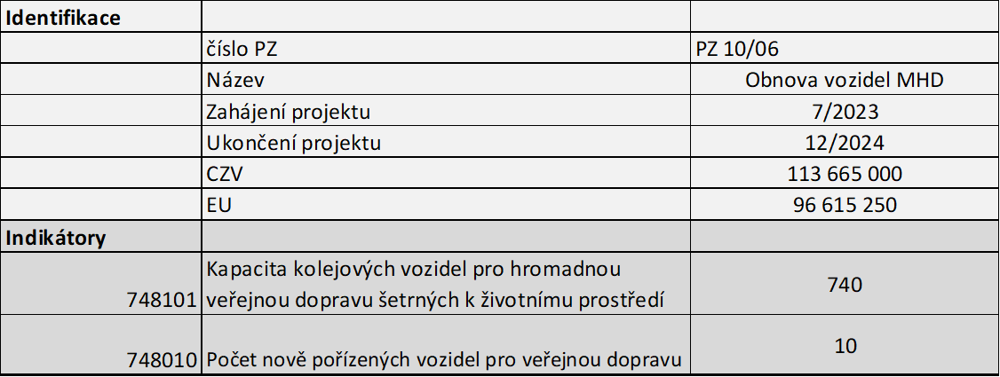 Identifikace
číslo PZ PZ 10/06
Název Obnova vozidel MHD
Zahájení projektu 7/2023
Ukončení projektu 12/2024
CZV 113 665 000
EU 96 615 250
Indikátory
Kapacita kolejových vozidel pro hromadnou
748101 veřejnou dopravu šetrných k životnímu prostředí 740
748010 Počet nově pořízených vozidel pro veřejnou dopravu 10